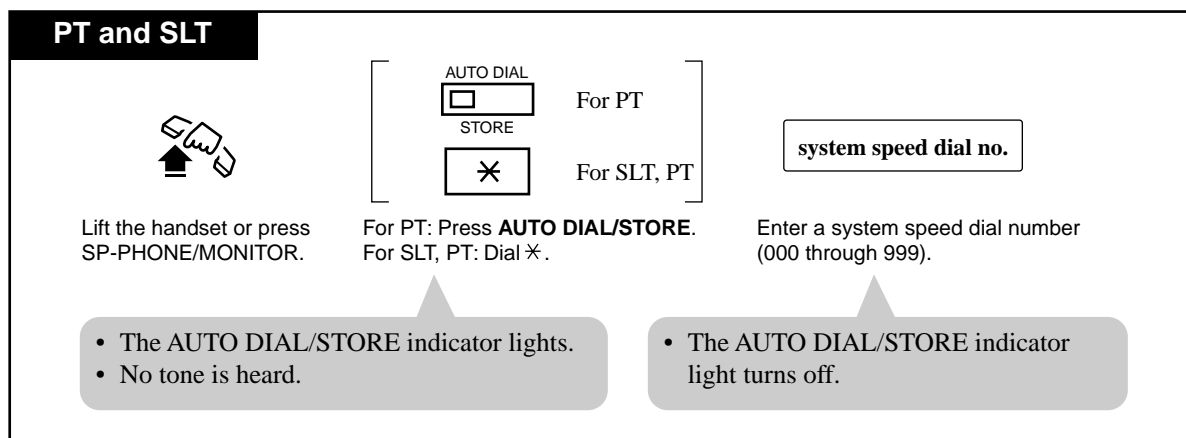 PT and SLT
AUTO DIAL
For PT
STORE
For SLT, PT
system speed dial no.
Lift the handset or press
SP-PHONE/MONITOR.
For PT: Press AUTO DIAL/STORE.
For SLT, PT: Dial ✳.
Enter a system speed dial number
(000 through 999).
• The AUTO DIAL/STORE indicator lights.
• No tone is heard.
• The AUTO DIAL/STORE indicator
light turns off.